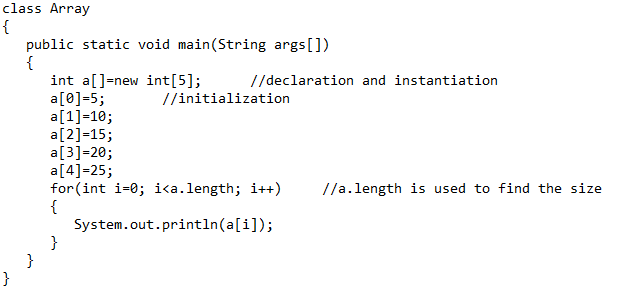 class Array
{
public static void main(String args[])
{
int a[]=new int[5]; //declaration and instantiation
a[0]=5; //initialization
a[1]=10;
a[2]=15;
a[3]=20;
a[4]=25;
for(int i=0; i<a.length; i++) //a.length is used to find the size
{
System.out.println(a[i]);
}
}
}